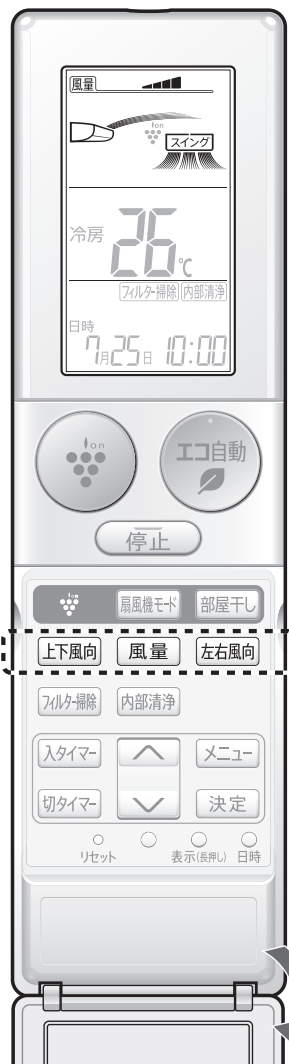 風量
ion
スイング
冷房 26℃
フィルター掃除 内部清浄
日時
7月25日 10:00
ion
エコ自動
停止
扇風機モード 部屋干し
上下風向 風量 左右風向
フィルター掃除 内部清浄
入タイマー メニュー
切タイマー 決定
リセット 表示(長押し) 日時